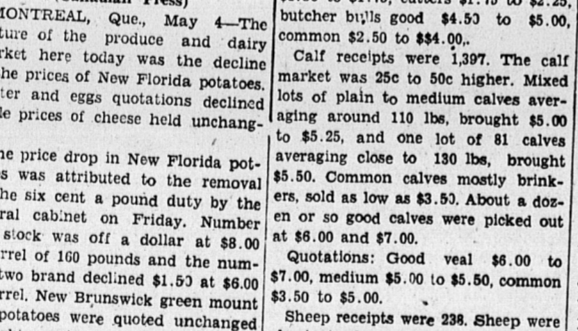 MONTREAL, Que., May 4—The
ture of the produce and dairy
rket here today was the decline
he prices of New Florida potatoes.
ter and eggs quotations declined
le prices of cheese held unchang-
he price drop in New Florida pot-
s was attributed to the removal
he six cent a pound duty by the
ral cabinet on Friday. Number
stock was off a dollar at $8.00
rrel of 160 pounds and the num-
two brand declined $1.50 at $6.00
rrel. New Brunswick green mount
potatoes were quoted unchanged
butcher bulls good $4.50 to $5.00,
common $2.50 to $$4.00,.
Calf receipts were 1,397. The calf
market was 25c to 50c higher. Mixed
lots of plain to medium calves aver-
aging around 110 lbs, brought $5.00
to $5.25, and one lot of 81 calves
averaging close to 130 lbs, brought
$5.50. Common calves mostly brink-
ers, sold as low as $3.50. About a doz-
en or so good calves were picked out
at $6.00 and $7.00.
Quotations: Good veal $6.00 to
$7.00, medium $5.00 to $5.50, common
$3.50 to $5.00.
Sheep receipts were 236. Sheep were